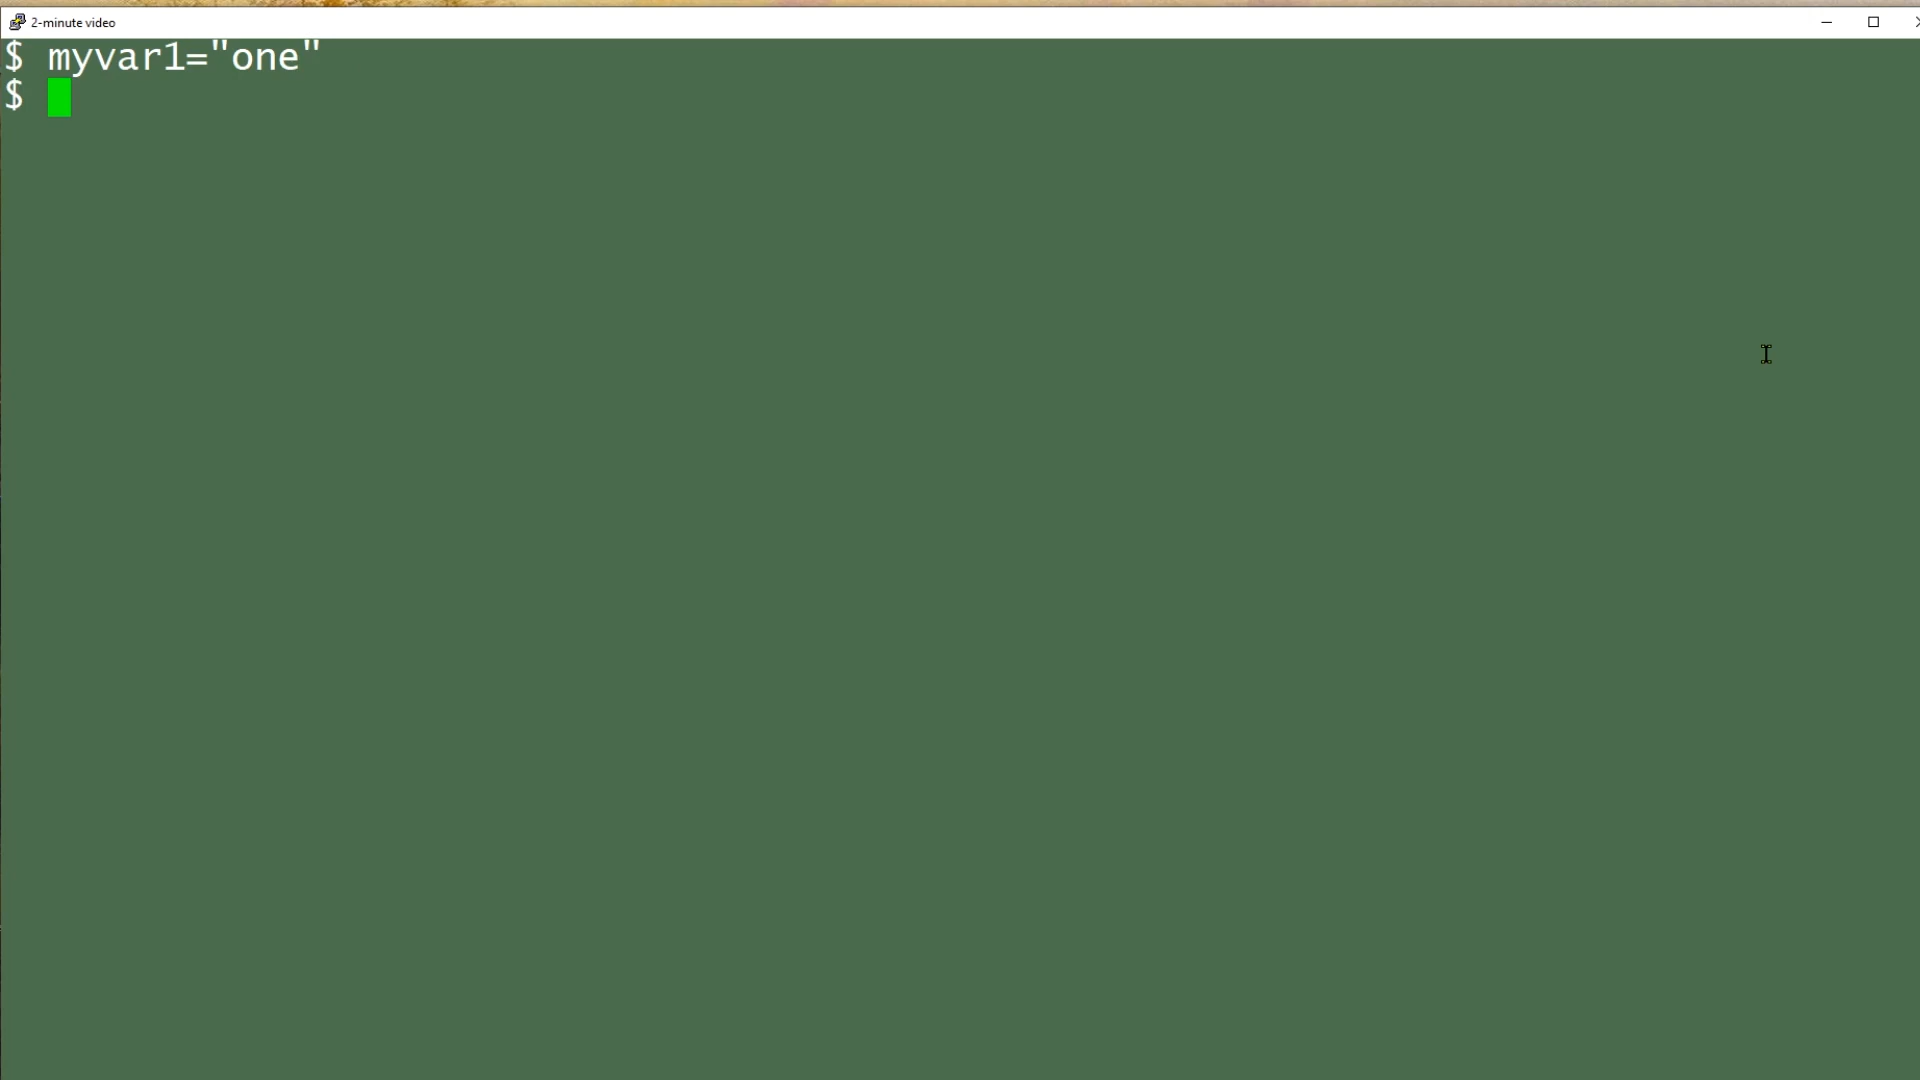 2-minute video
$ myvar1="one"
$